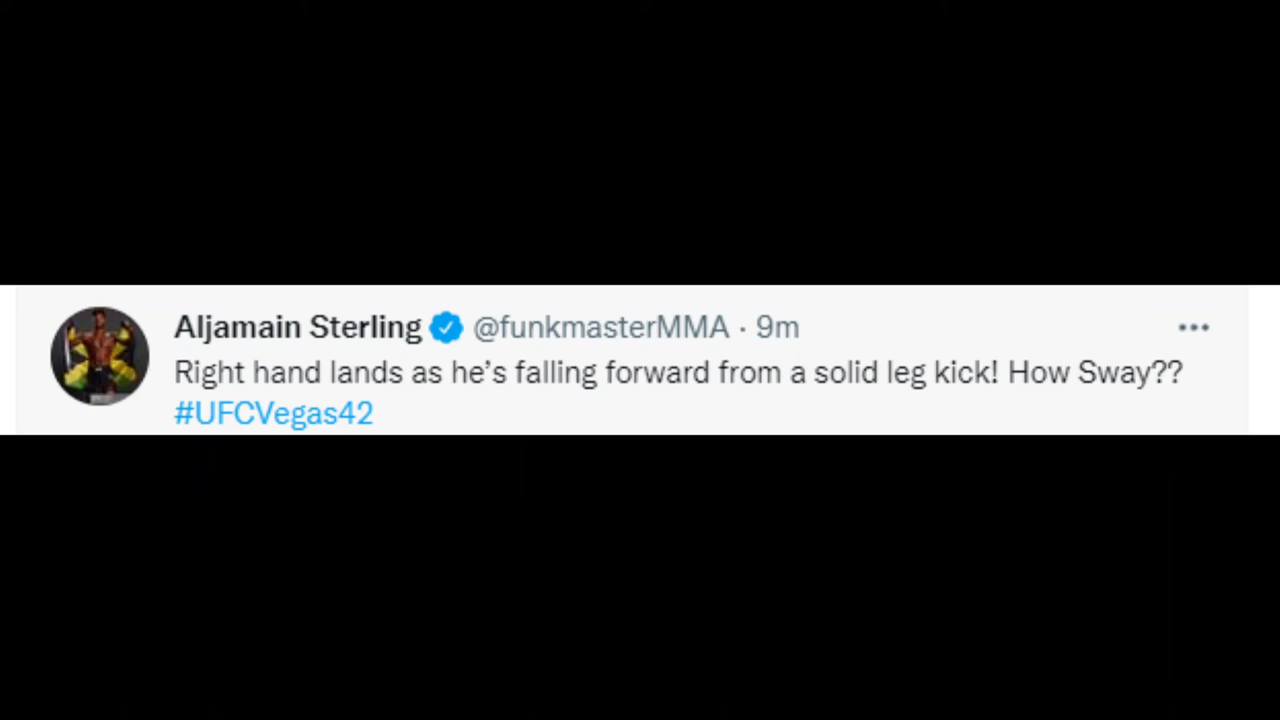 Aljamain Sterling @funkmasterMMA · 9m
Right hand lands as he’s falling forward from a solid leg kick! How Sway??
#UFCVegas42